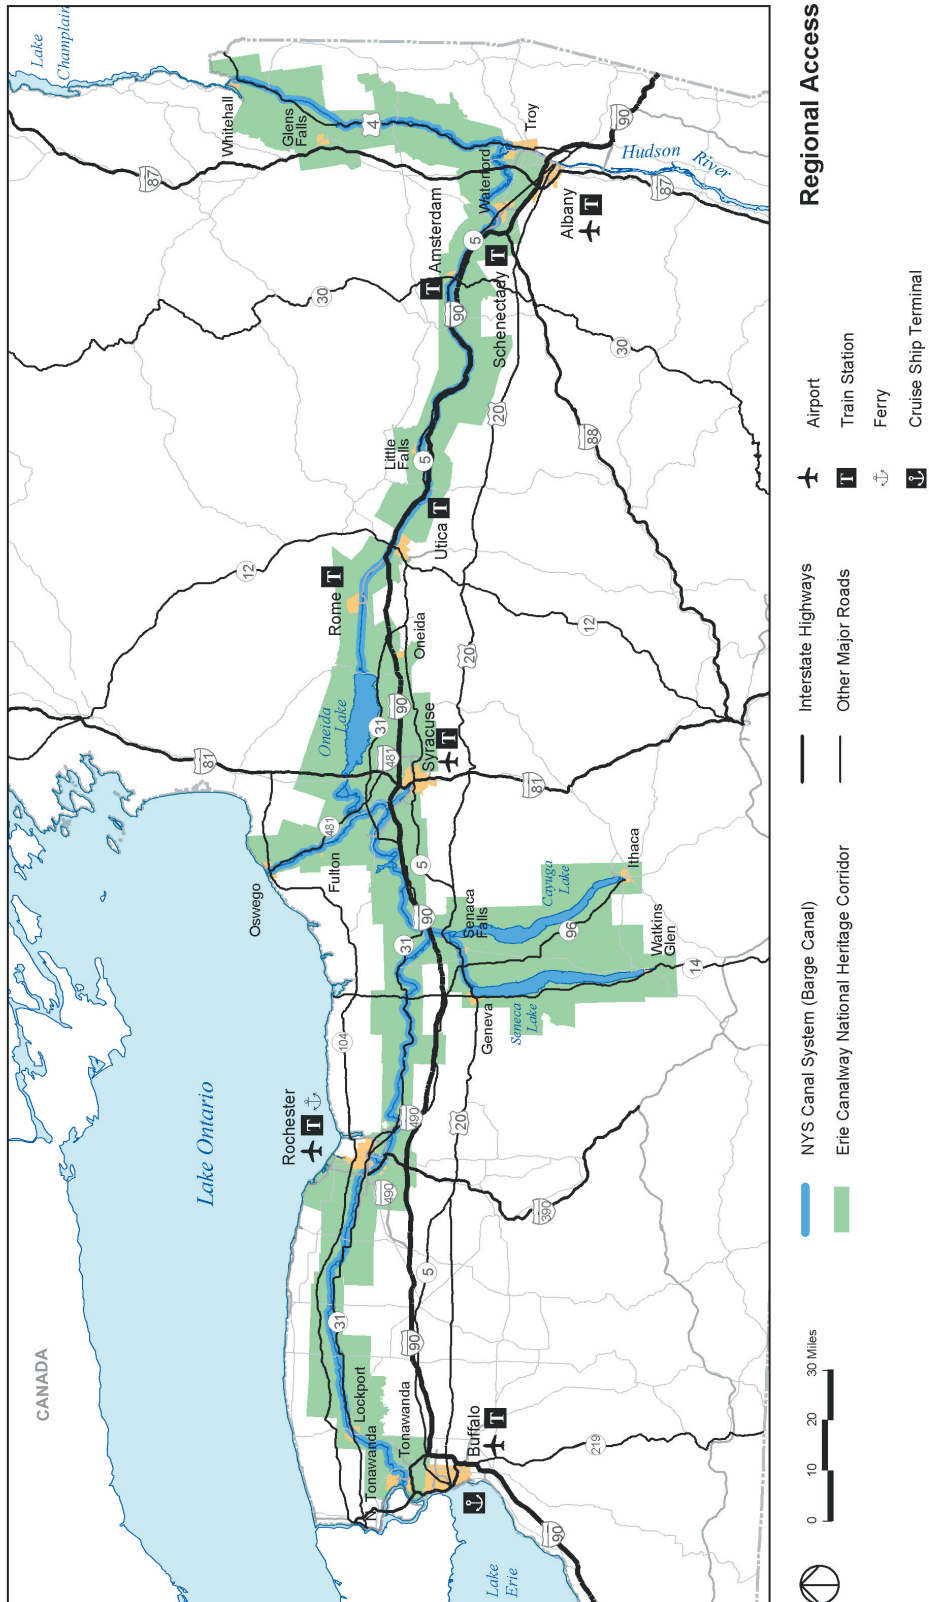 Regional Access
CANADA
Lake Ontario
Lake
Erie
Lake
Champlain
Hudson
River
Oneida
Lake
Cayuga
Lake
Seneca
Lake
N Tonawanda
Tonawanda
Lockport
Buffalo
T
Rochester
T
Geneva
Watkins
Glen
Ithaca
Senaca
Falls
Oswego
Fulton
Syracuse
T
Oneida
Rome
T
Utica
T
Little
Falls
Amsterdam
T
Schenectady
T
Waterford
Albany
T
Troy
Glens
Falls
Whitehall
90
90
219
31
5
490
390
490
20
104
14
96
31
90
5
481
481
31
90
81
81
20
12
12
5
20
88
30
30
90
5
87
87
4
90
0
10
20
30 Miles
NYS Canal System (Barge Canal)
Erie Canalway National Heritage Corridor
Interstate Highways
Other Major Roads
Airport
T
Train Station
Ferry
Cruise Ship Terminal